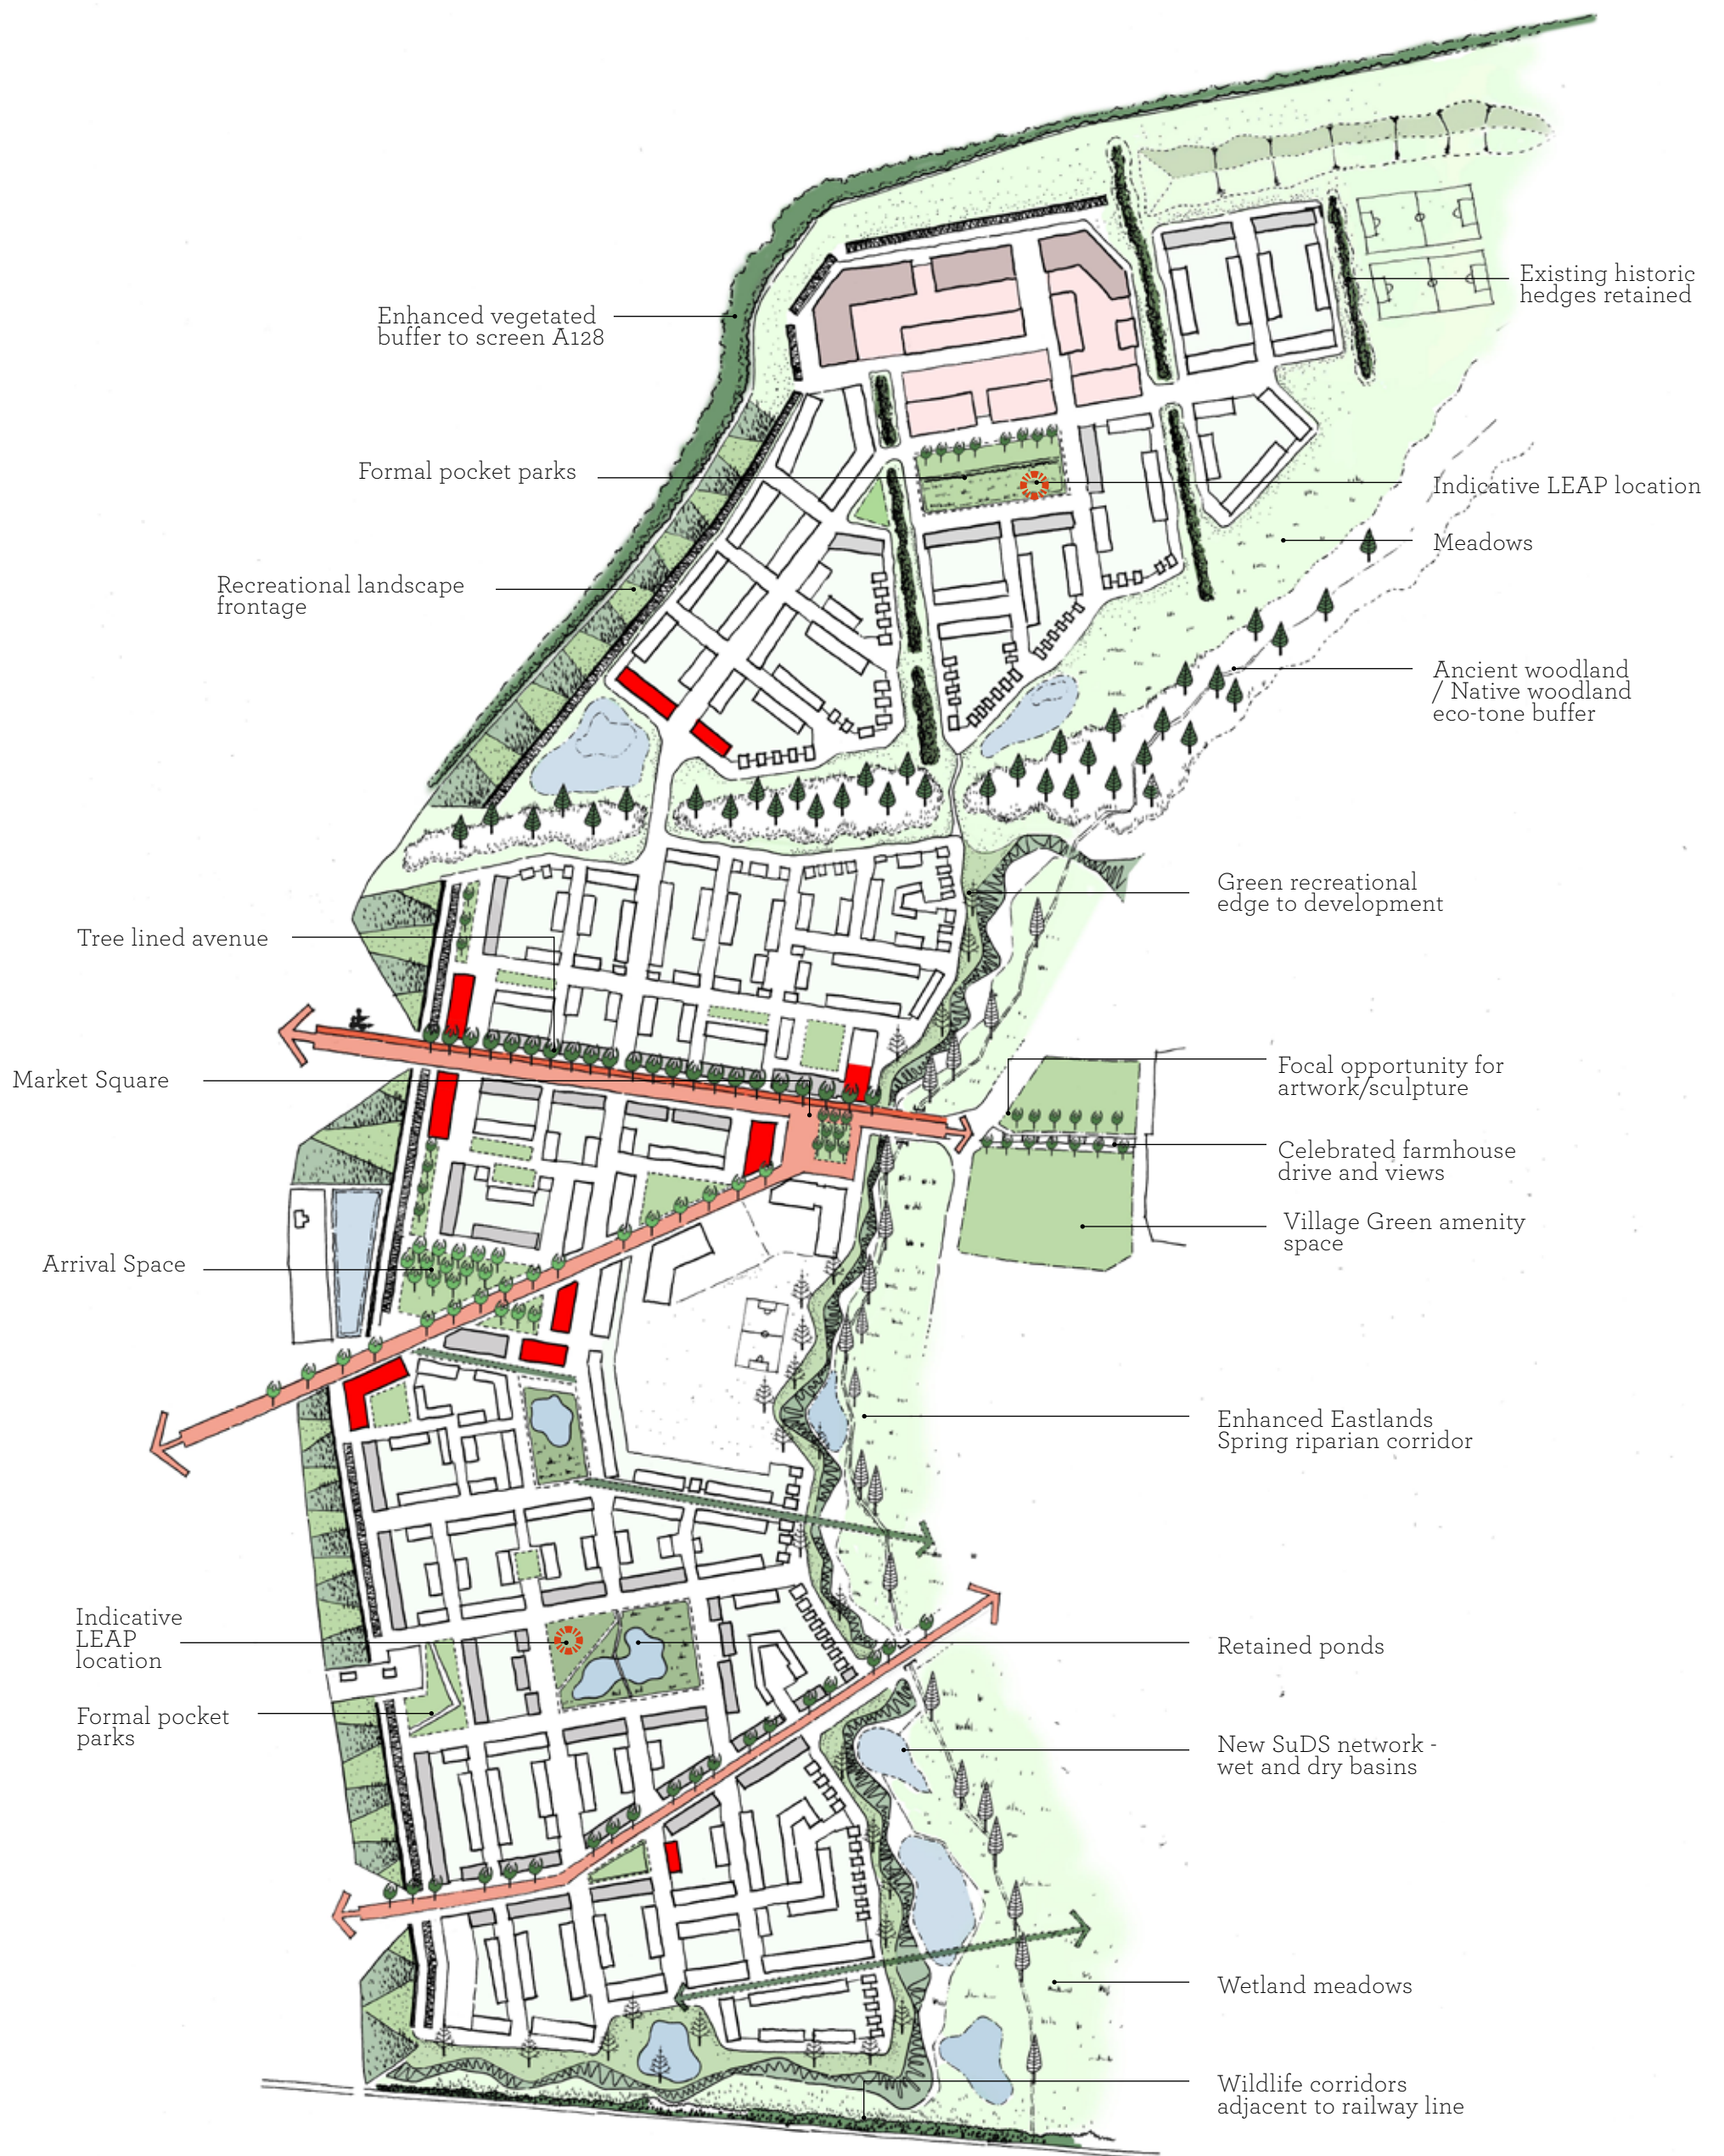 Existing historic
hedges retained
Enhanced vegetated
buffer to screen A128
Formal pocket parks
Indicative LEAP location
Meadows
Recreational landscape
frontage
Ancient woodland
/ Native woodland
eco-tone buffer
Green recreational
edge to development
Tree lined avenue
Focal opportunity for
artwork/sculpture
Market Square
Celebrated farmhouse
drive and views
Village Green amenity
space
Arrival Space
Enhanced Eastlands
Spring riparian corridor
Indicative
LEAP
location
Retained ponds
Formal pocket
parks
New SuDS network -
wet and dry basins
Wetland meadows
Wildlife corridors
adjacent to railway line